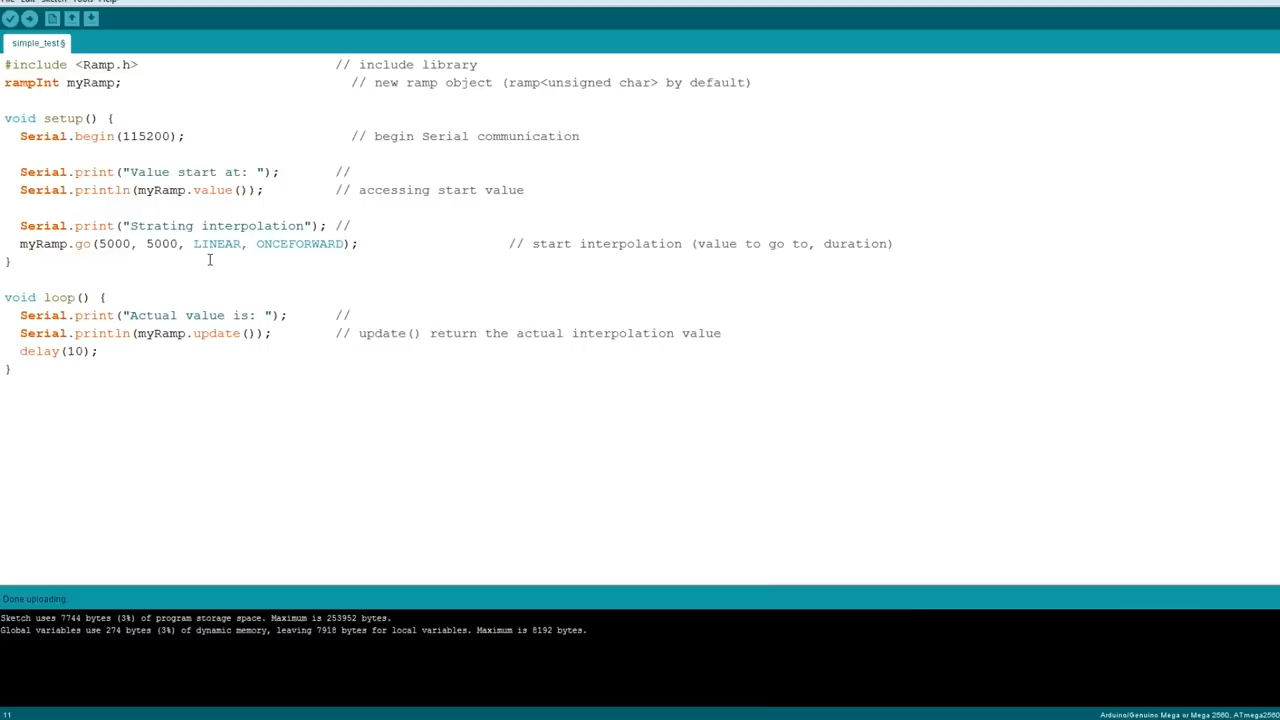 simple_test§
#include <Ramp.h> // include library
rampInt myRamp; // new ramp object (ramp<unsigned char> by default)
void setup() {
Serial.begin(115200); // begin Serial communication
Serial.print("Value start at: "); //
Serial.println(myRamp.value()); // accessing start value
Serial.print("Strating interpolation"); //
myRamp.go(5000, 5000, LINEAR, ONCEFORWARD); // start interpolation (value to go to, duration)
}
void loop() {
Serial.print("Actual value is: "); //
Serial.println(myRamp.update()); // update() return the actual interpolation value
delay(10);
}
Done uploading.
Sketch uses 7744 bytes (3%) of program storage space. Maximum is 253952 bytes.
Global variables use 274 bytes (3%) of dynamic memory, leaving 7918 bytes for local variables. Maximum is 8192 bytes.
11 Arduino/Genuino Mega or Mega 2560, ATmega2560